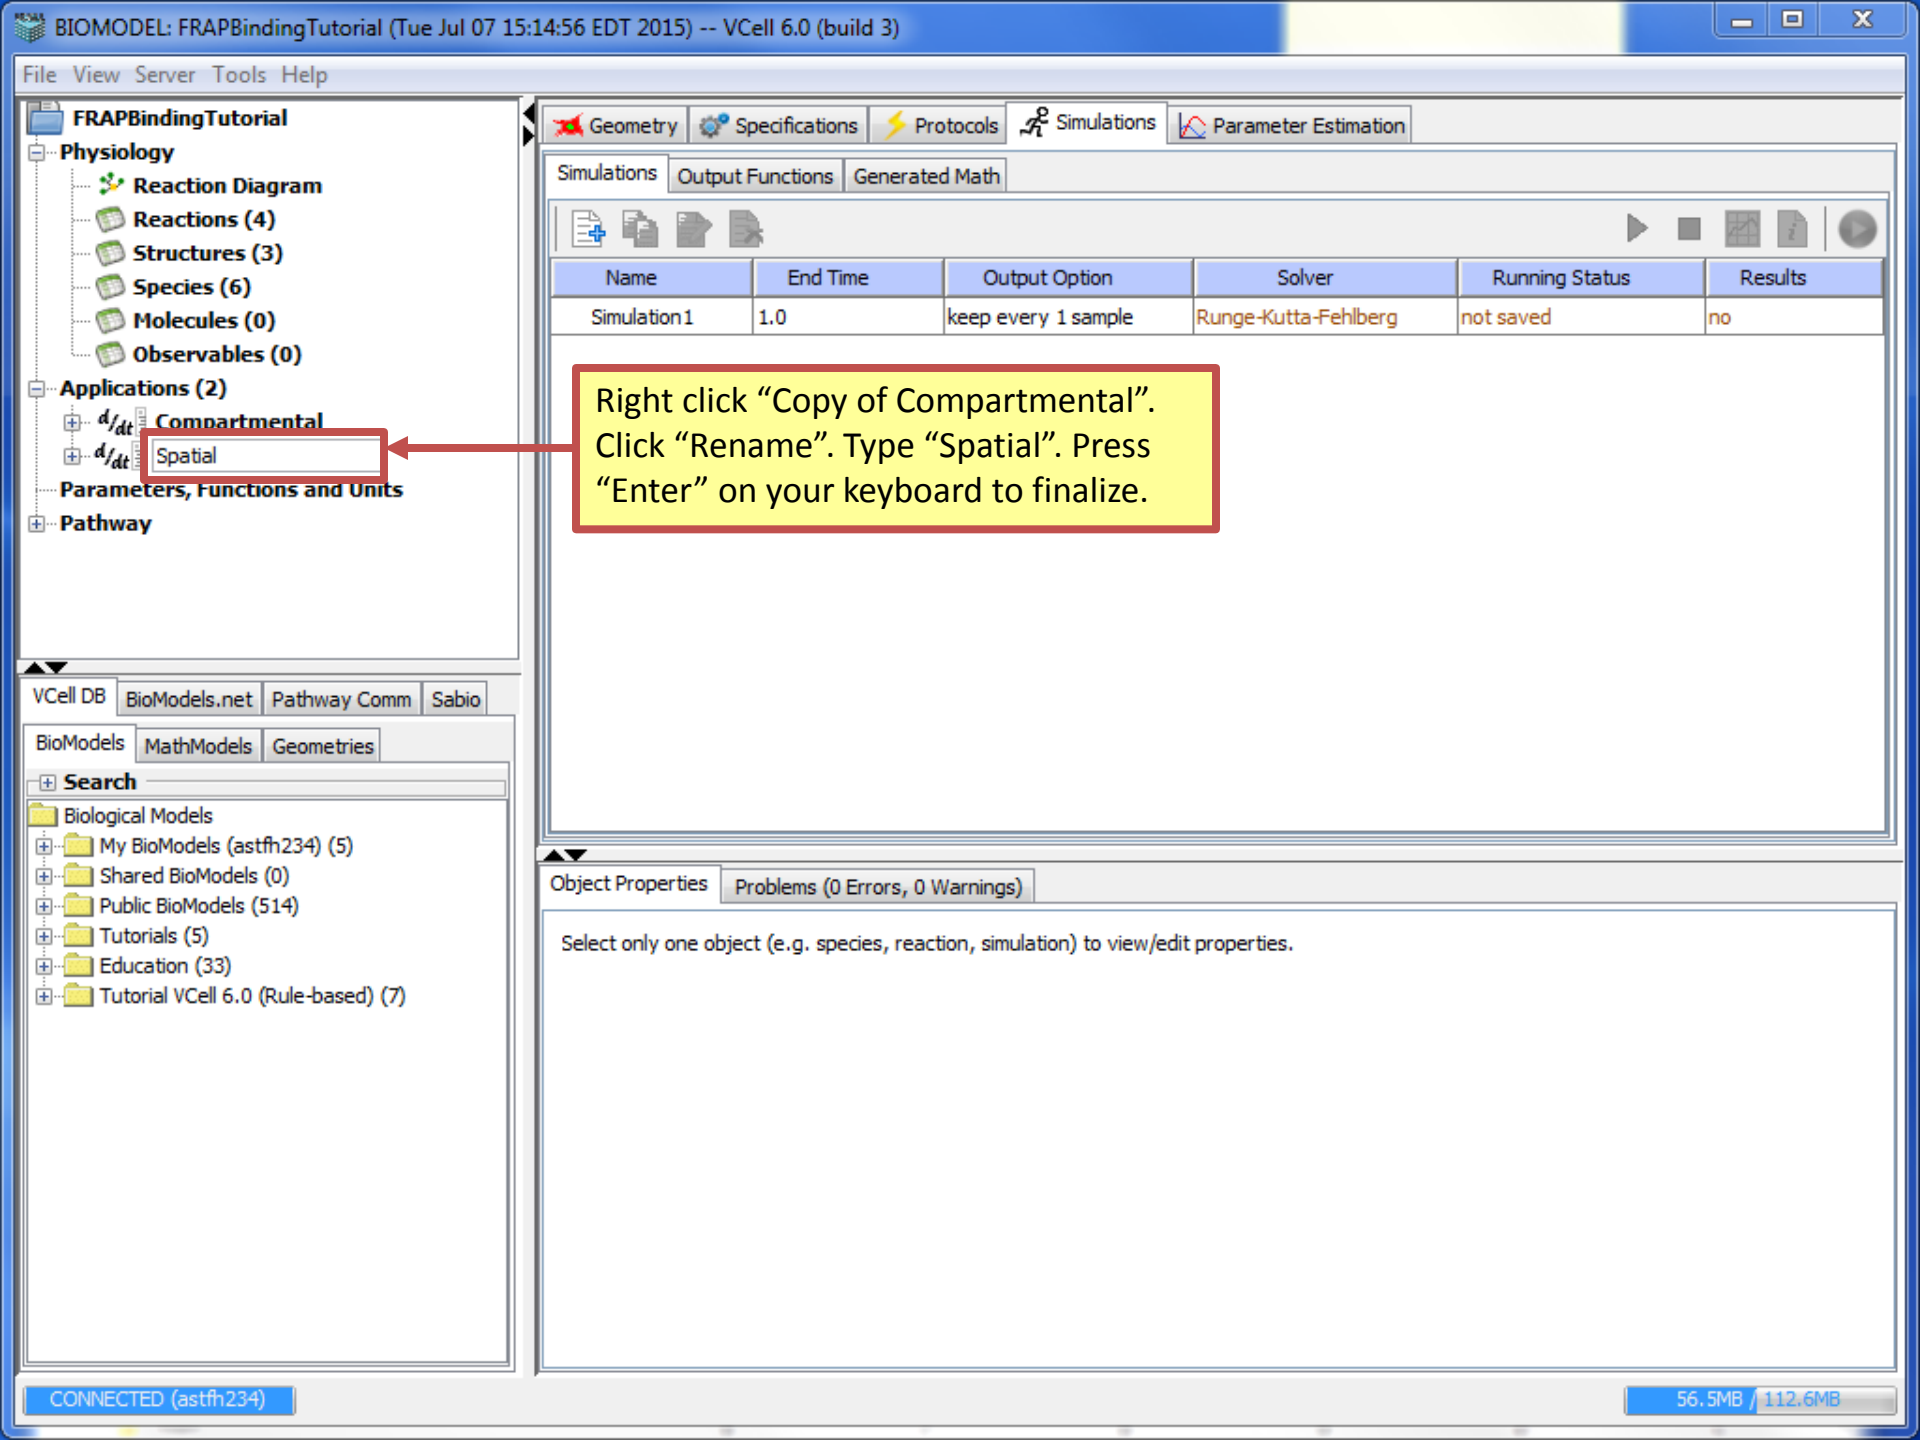 BIOMODEL: FRAPBindingTutorial (Tue Jul 07 15:14:56 EDT 2015) -- VCell 6.0 (build 3)
File View Server Tools Help
FRAPBindingTutorial
Physiology
Reaction Diagram
Reactions (4)
Structures (3)
Species (6)
Molecules (0)
Observables (0)
Applications (2)
d/dt Compartmental
d/dt Spatial
Parameters, Functions and Units
Pathway
Geometry Specifications Protocols Simulations Parameter Estimation
Simulations Output Functions Generated Math
Name End Time Output Option Solver Running Status Results
Simulation1 1.0 keep every 1 sample Runge-Kutta-Fehlberg not saved no
Right click “Copy of Compartmental”.
Click “Rename”. Type “Spatial”. Press
“Enter” on your keyboard to finalize.
VCell DB BioModels.net Pathway Comm Sabio
BioModels MathModels Geometries
Search
Biological Models
My BioModels (astfh234) (5)
Shared BioModels (0)
Public BioModels (514)
Tutorials (5)
Education (33)
Tutorial VCell 6.0 (Rule-based) (7)
Object Properties Problems (0 Errors, 0 Warnings)
Select only one object (e.g. species, reaction, simulation) to view/edit properties.
CONNECTED (astfh234)
56.5MB / 112.6MB